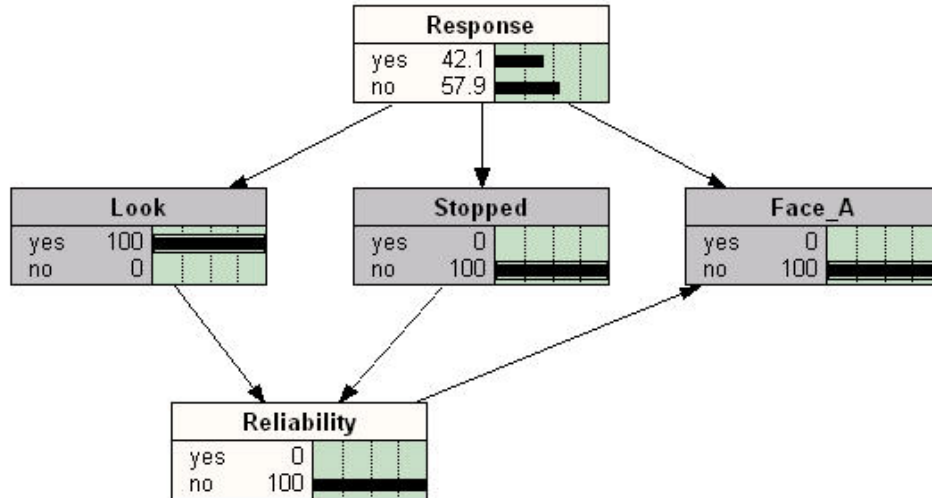 Response
yes 42.1
no 57.9
Look
yes 100
no 0
Stopped
yes 0
no 100
Face_A
yes 0
no 100
Reliability
yes 0
no 100